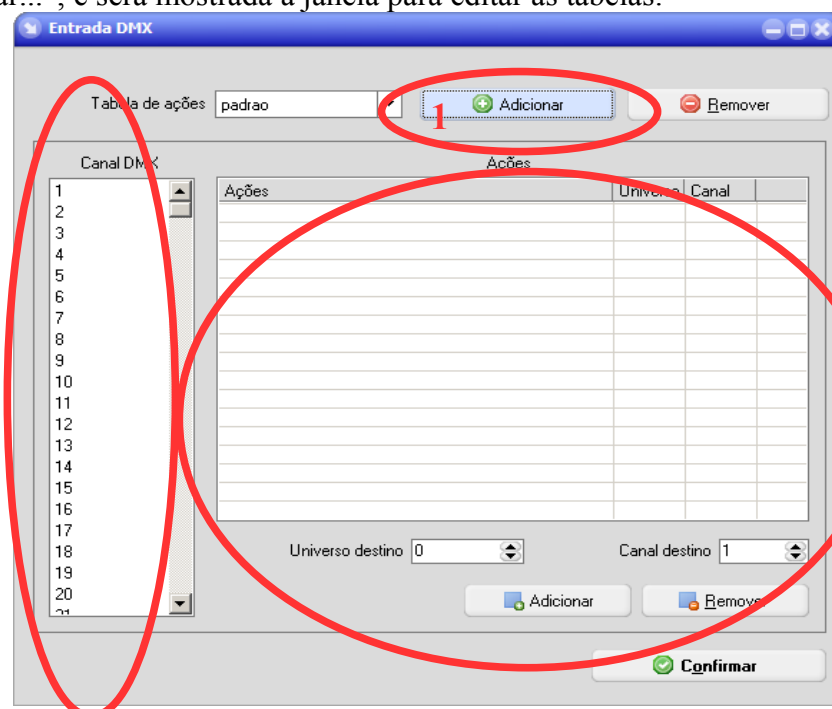 ar...", e será mostrada a janela para editar as tabelas.
Entrada DMX
Tabela de ações padrao 1 Adicionar Remover
Canal DMX Ações
Ações Universo Canal
1
2
3
4
5
6
7
8
9
10
11
12
13
14
15
16
17
18
19
20
21
Universo destino 0 Canal destino 1
Adicionar Remover
Confirmar